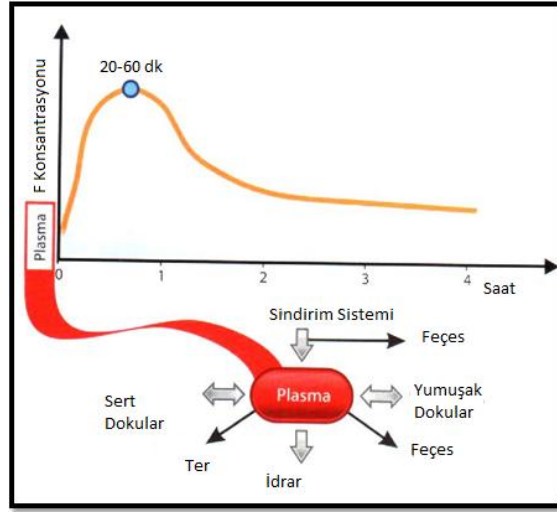 20-60 dk
F Konsantrasyonu
Plasma
0
1
2
3
4
Saat
Sindirim Sistemi
Feçes
Plasma
Sert
Dokular
Yumuşak
Dokular
Ter
Feçes
İdrar